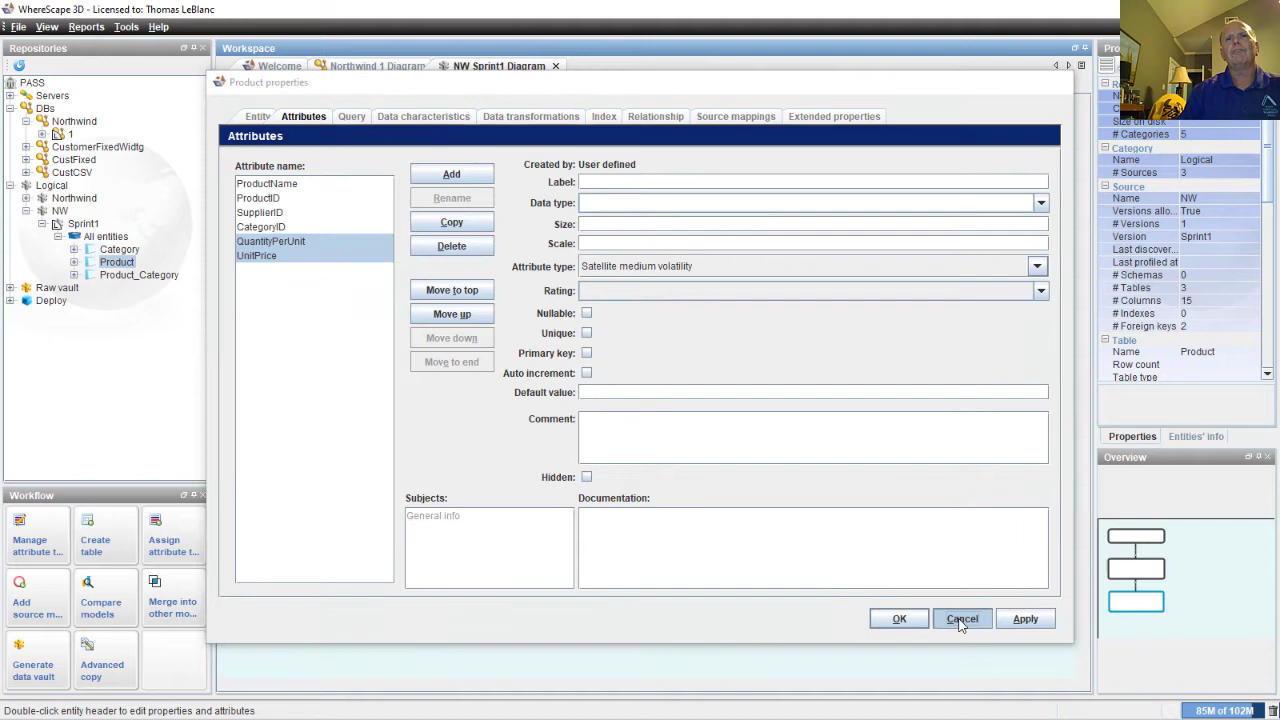 WhereScape 3D - Licensed to: Thomas LeBlanc
File View Reports Tools Help
Repositories
PASS
Servers
DBs
Northwind
1
CustomerFixedWidtg
CustFixed
CustCSV
Logical
Northwind
NW
Sprint1
All entities
Category
Product
Product_Category
Raw vault
Deploy
Workflow
Manage attribute t...
Create table
Assign attribute t...
Add source m...
Compare models
Merge into other mo...
Generate data vault
Advanced copy
Workspace
Welcome
Northwind 1 Diagram
NW Sprint1 Diagram
Product properties
Entity Attributes Query Data characteristics Data transformations Index Relationship Source mappings Extended properties
Attributes
Attribute name:
ProductName
ProductID
SupplierID
CategoryID
QuantityPerUnit
UnitPrice
Add
Rename
Copy
Delete
Move to top
Move up
Move down
Move to end
Created by: User defined
Label:
Data type:
Size:
Scale:
Attribute type: Satellite medium volatility
Rating:
Nullable:
Unique:
Primary key:
Auto increment:
Default value:
Comment:
Hidden:
Subjects:
General info
Documentation:
OK Cancel Apply
# Categories 5
Category
Name Logical
# Sources 3
Source
Name NW
Versions allo... True
# Versions 1
Version Sprint1
Last discover...
Last profiled at
# Schemas 0
# Tables 3
# Columns 15
# Indexes 0
# Foreign keys 2
Table
Name Product
Row count
Table type
Properties Entities' info
Overview
Double-click entity header to edit properties and attributes
85M of 102M